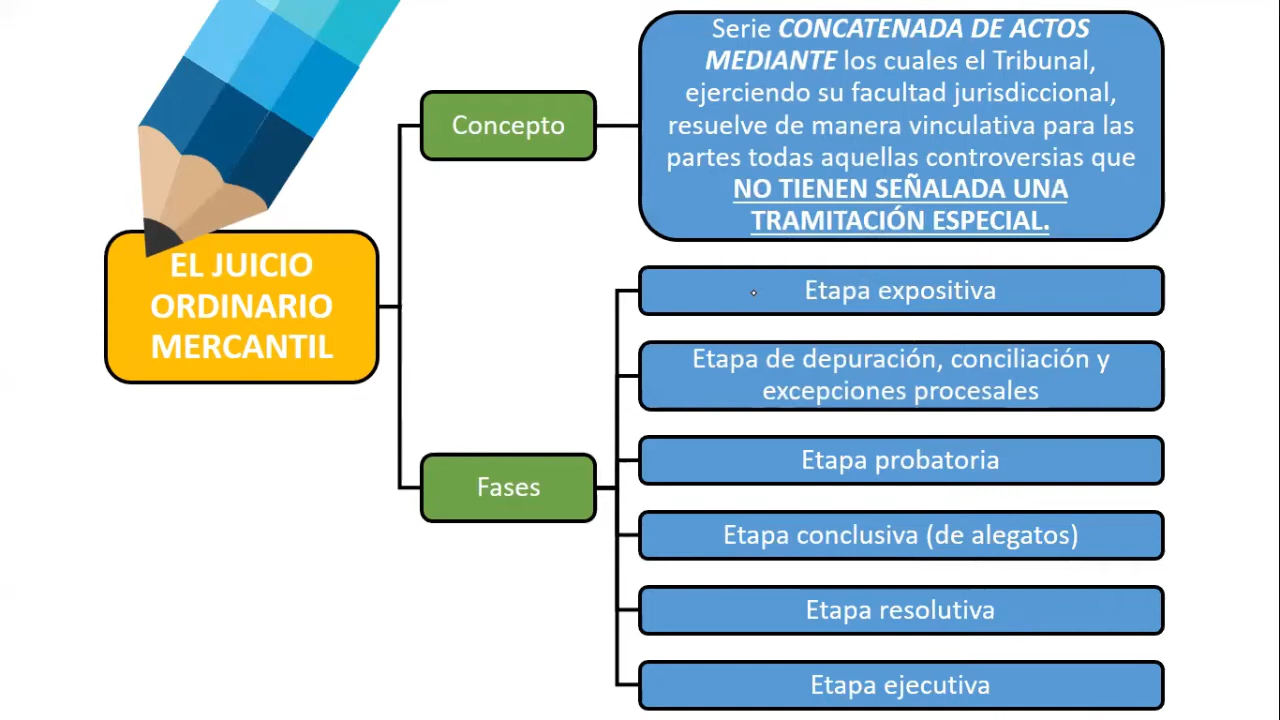 EL JUICIO
ORDINARIO
MERCANTIL
Concepto
Serie CONCATENADA DE ACTOS
MEDIANTE los cuales el Tribunal,
ejerciendo su facultad jurisdiccional,
resuelve de manera vinculativa para las
partes todas aquellas controversias que
NO TIENEN SEÑALADA UNA
TRAMITACIÓN ESPECIAL.
Fases
Etapa expositiva
Etapa de depuración, conciliación y
excepciones procesales
Etapa probatoria
Etapa conclusiva (de alegatos)
Etapa resolutiva
Etapa ejecutiva